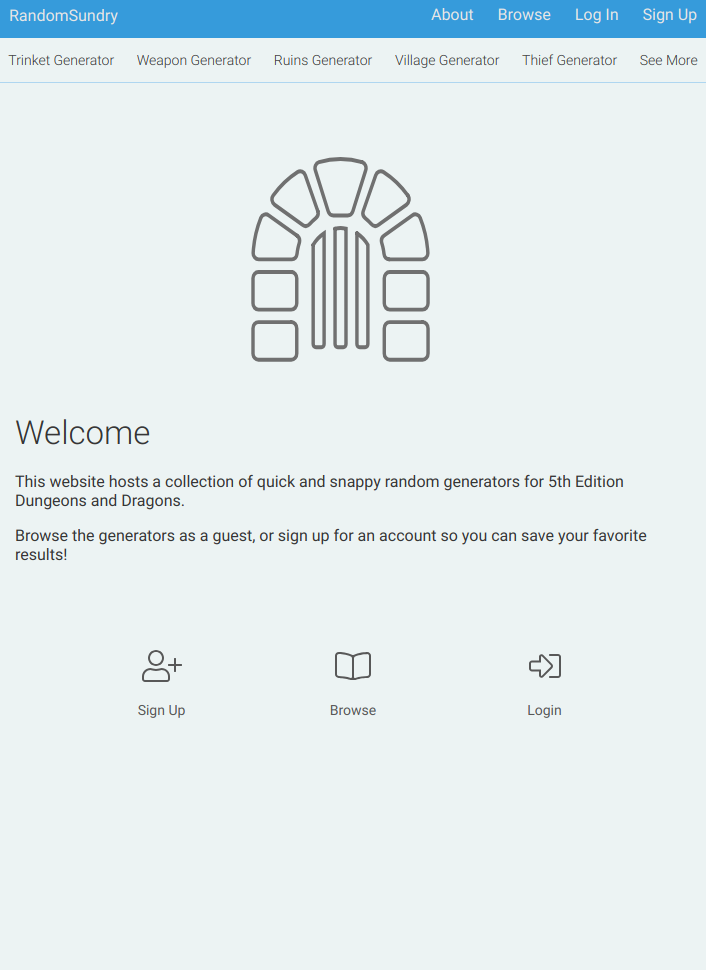 RandomSundry About Browse Log In Sign Up
Trinket Generator Weapon Generator Ruins Generator Village Generator Thief Generator See More
Welcome
This website hosts a collection of quick and snappy random generators for 5th Edition
Dungeons and Dragons.
Browse the generators as a guest, or sign up for an account so you can save your favorite
results!
Sign Up Browse Login